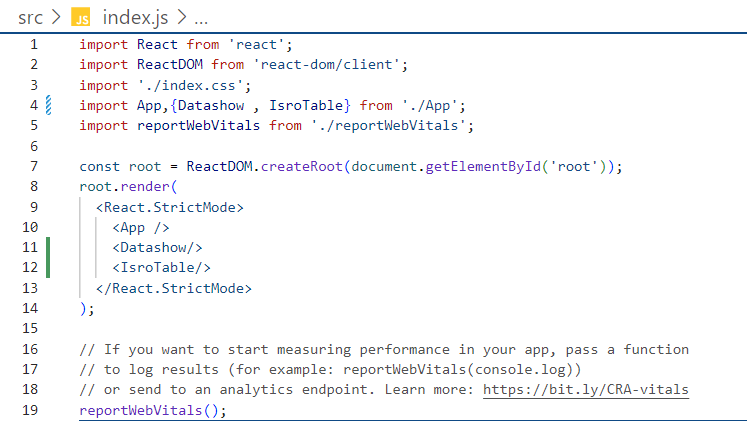 src > JS index.js > ...
1 import React from 'react';
2 import ReactDOM from 'react-dom/client';
3 import './index.css';
4 import App,{Datashow , IsroTable} from './App';
5 import reportWebVitals from './reportWebVitals';
6
7 const root = ReactDOM.createRoot(document.getElementById('root'));
8 root.render(
9   <React.StrictMode>
10     <App />
11     <Datashow/>
12     <IsroTable/>
13   </React.StrictMode>
14 );
15
16 // If you want to start measuring performance in your app, pass a function
17 // to log results (for example: reportWebVitals(console.log))
18 // or send to an analytics endpoint. Learn more: https://bit.ly/CRA-vitals
19 reportWebVitals();